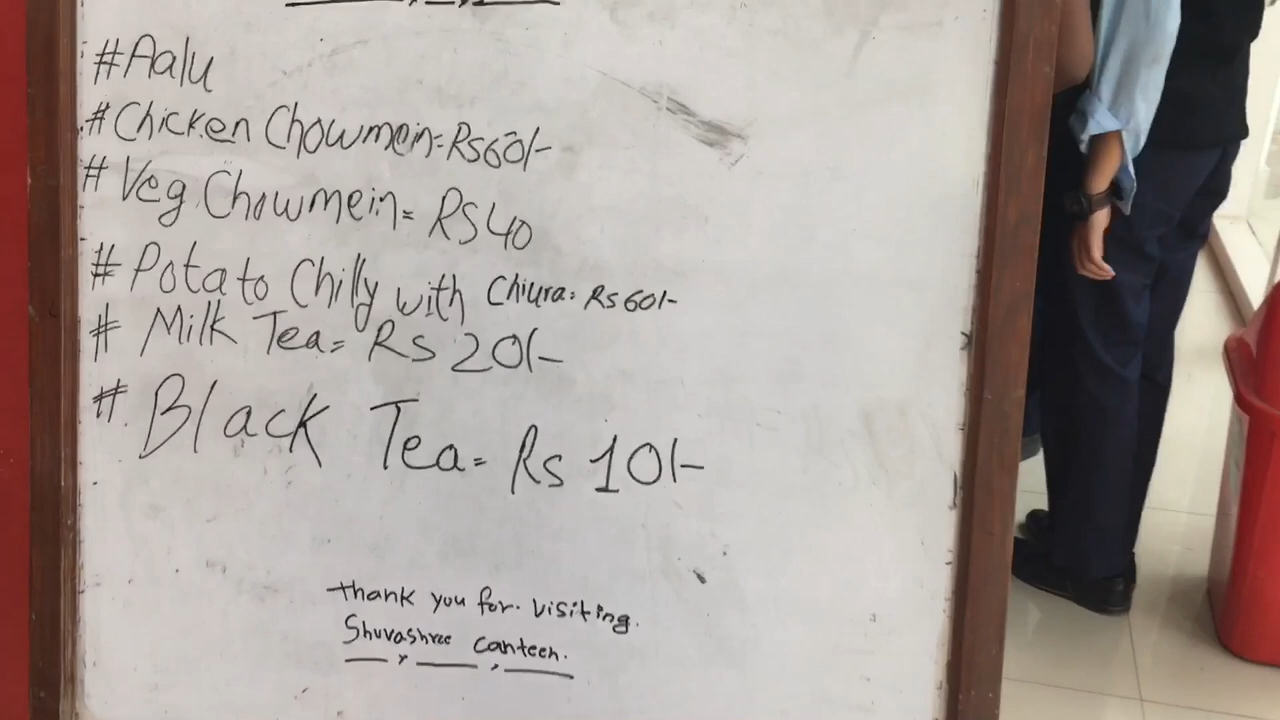 #Aalu
#Chicken Chowmein=Rs60/-
# Veg Chowmein= RS40
# Potato Chilly with Chiura= Rs60/-
# Milk Tea= Rs 20/-
# Black Tea= Rs 10/-
Thank you for visiting.
Shuvashree Canteen.